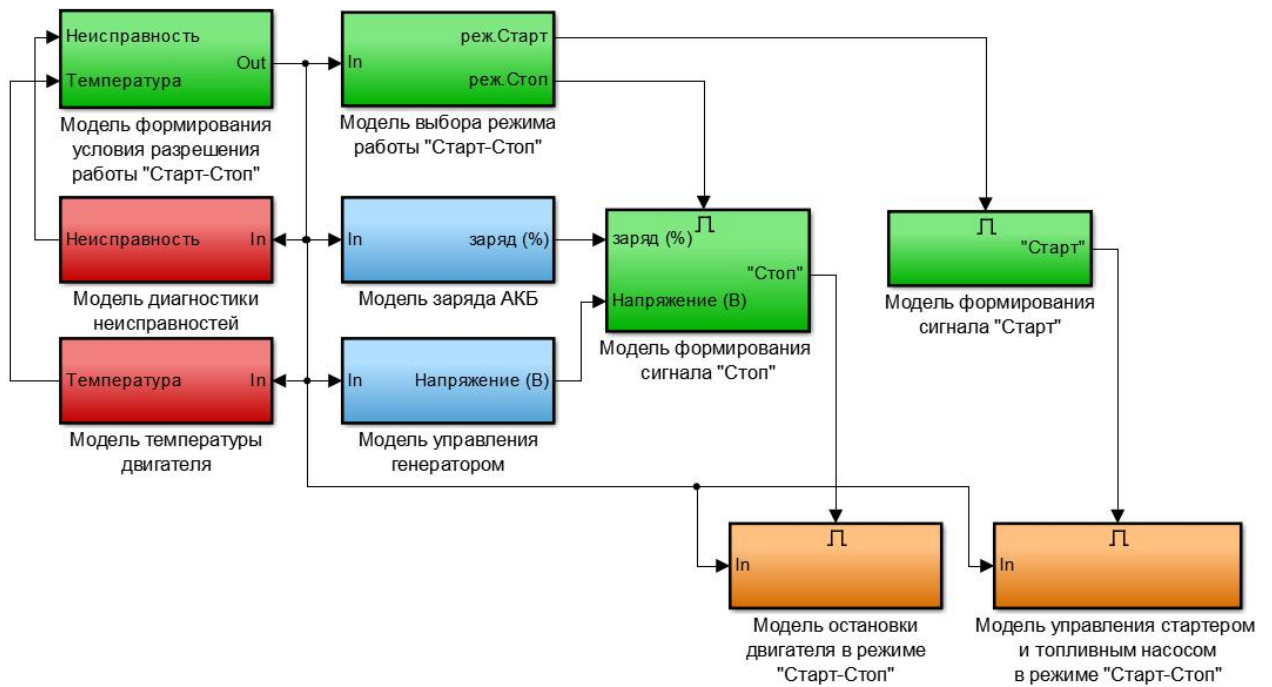 Неисправность
Температура
Out
Модель формирования
условия разрешения
работы "Старт-Стоп"
In
реж.Старт
реж.Стоп
Модель выбора режима
работы "Старт-Стоп"
Неисправность
In
Модель диагностики
неисправностей
In
заряд (%)
Модель заряда АКБ
заряд (%)
Напряжение (В)
"Стоп"
Модель формирования
сигнала "Стоп"
"Старт"
Модель формирования
сигнала "Старт"
Температура
In
Модель температуры
двигателя
In
Напряжение (В)
Модель управления
генератором
In
Модель остановки
двигателя в режиме
"Старт-Стоп"
In
Модель управления стартером
и топливным насосом
в режиме "Старт-Стоп"